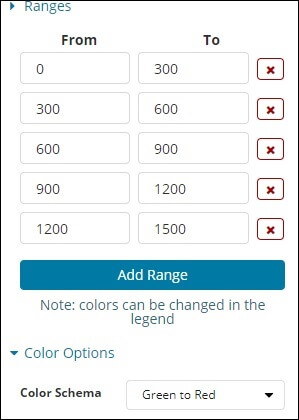 Ranges
From To
0 300
300 600
600 900
900 1200
1200 1500
Add Range
Note: colors can be changed in the
legend
Color Options
Color Schema Green to Red